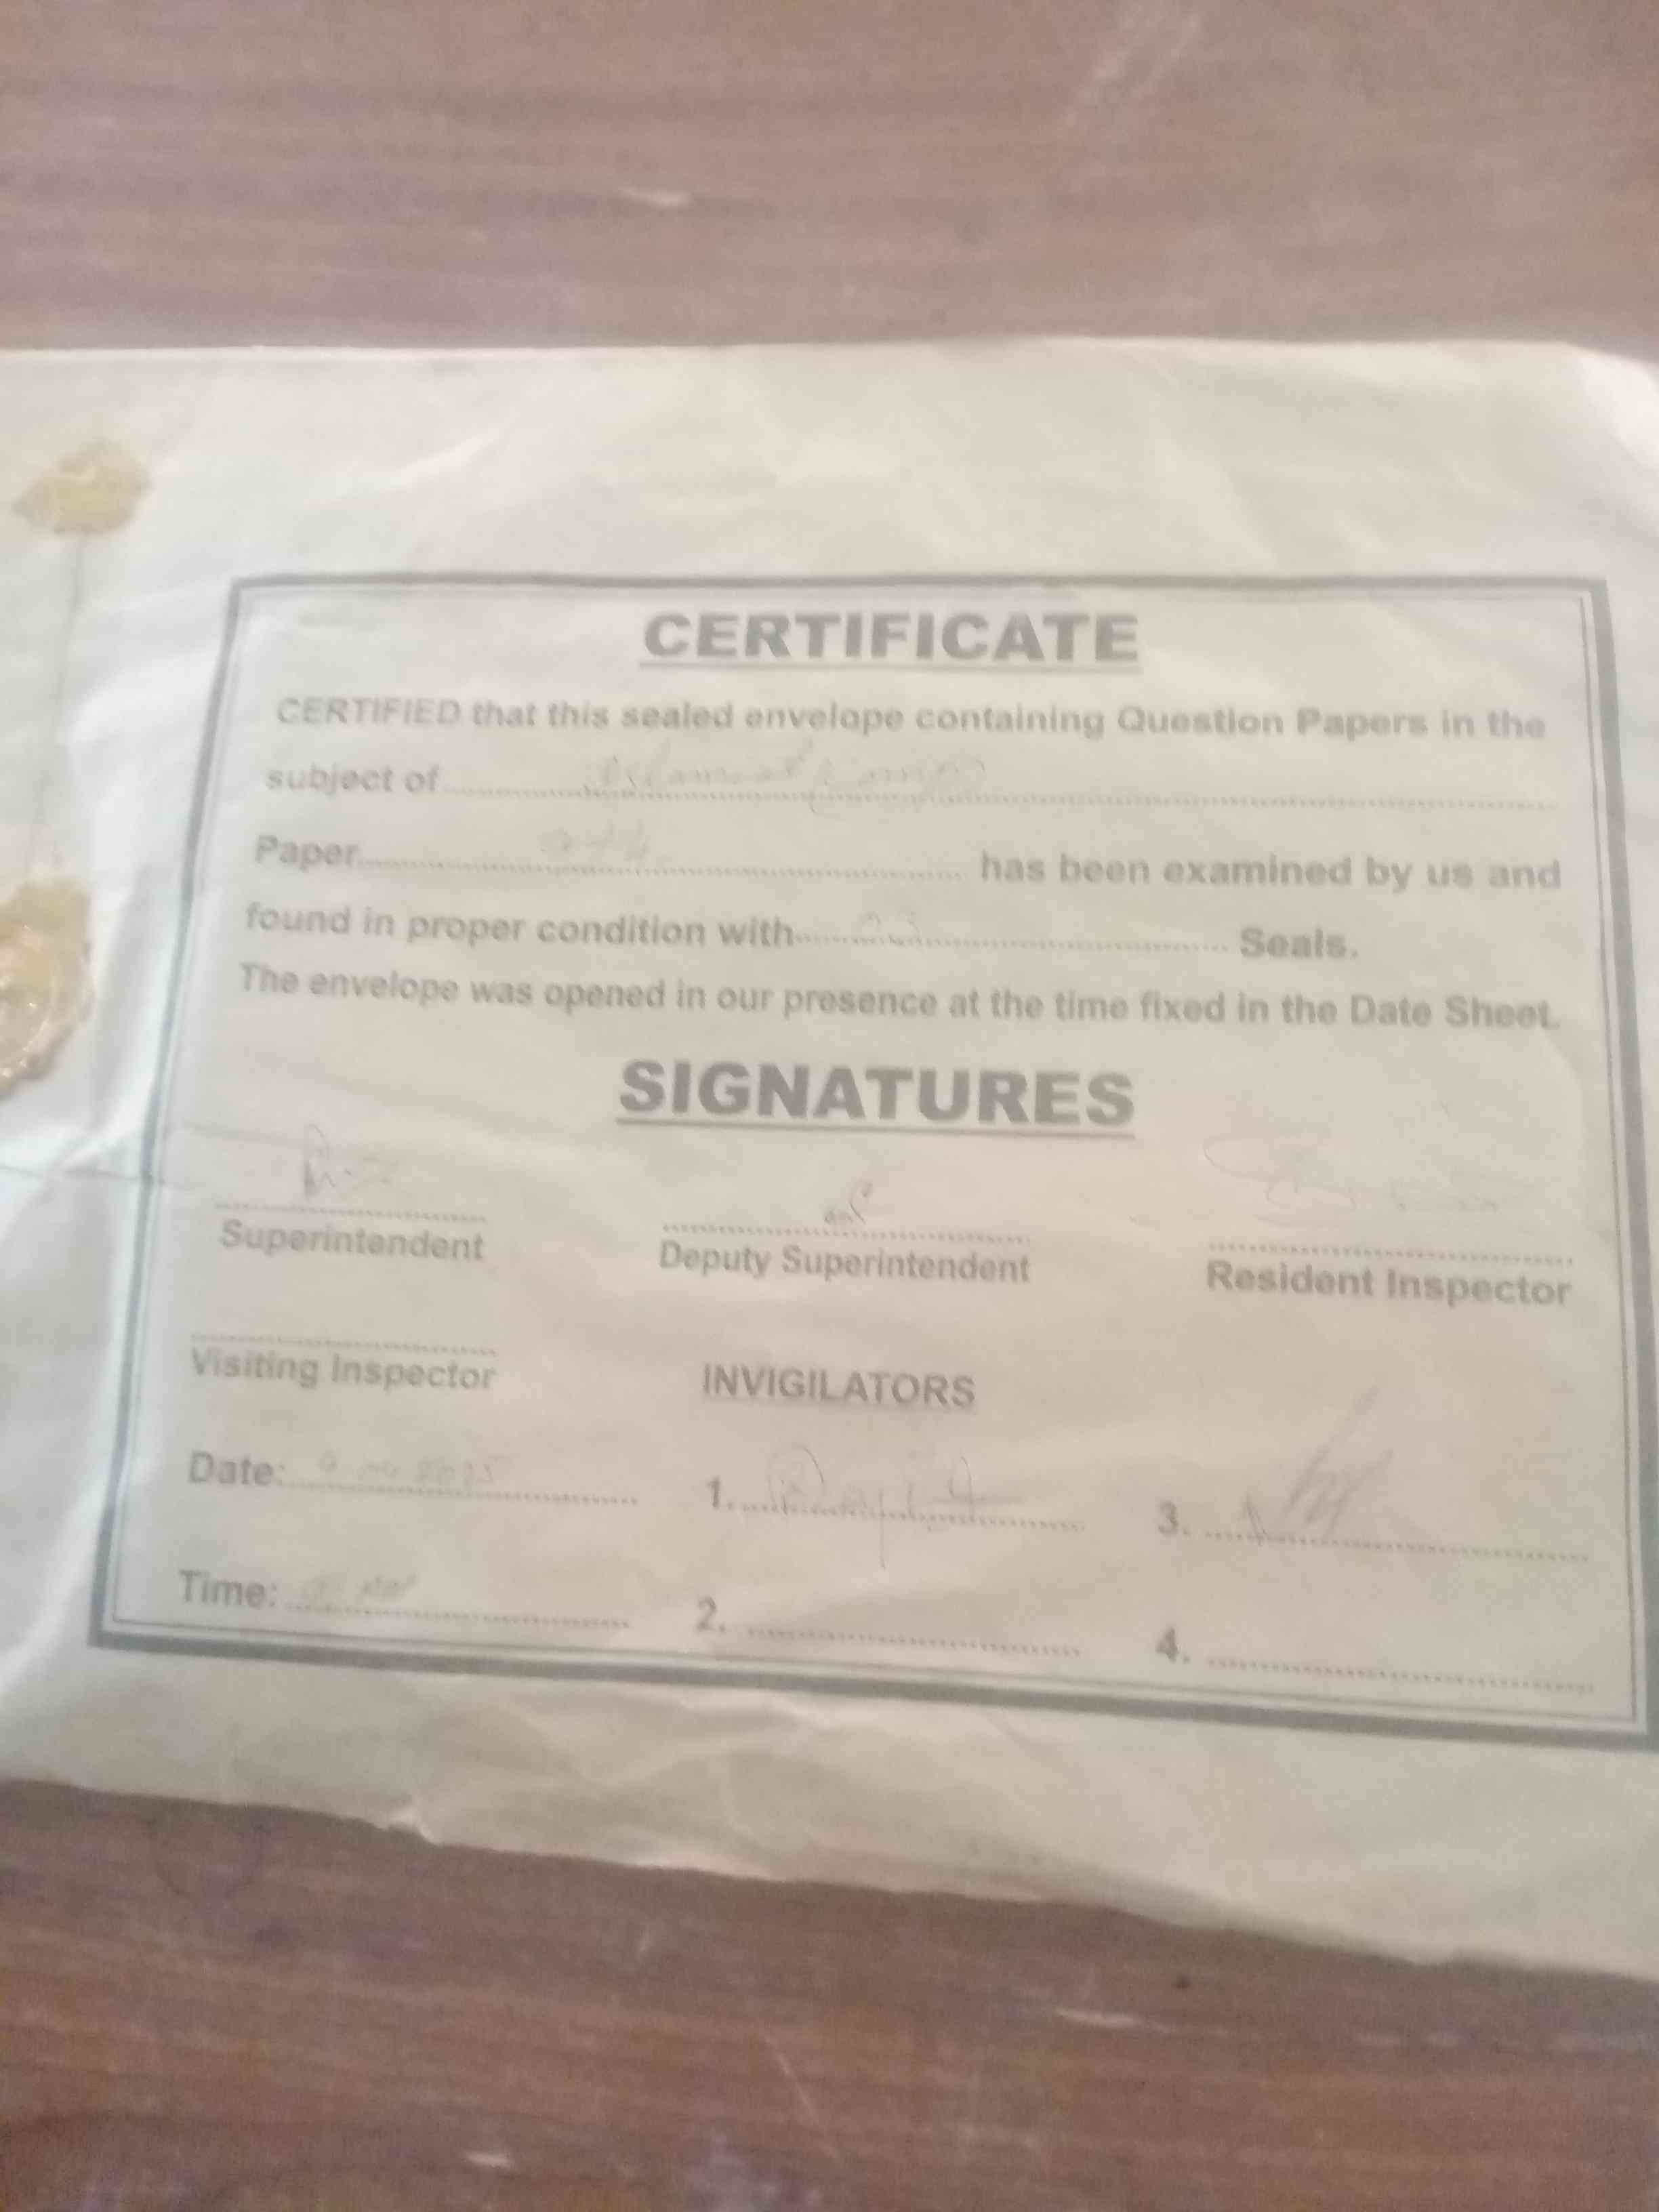 CERTIFICATE
CERTIFIED that this sealed envelope containing Question Papers in the
subject of
Paper has been examined by us and
found in proper condition with Seals.
The envelope was opened in our presence at the time fixed in the Date Sheet.
SIGNATURES
Superintendent Deputy Superintendent Resident Inspector
Visiting Inspector INVIGILATORS
Date: 1. 3.
Time: 2. 4.